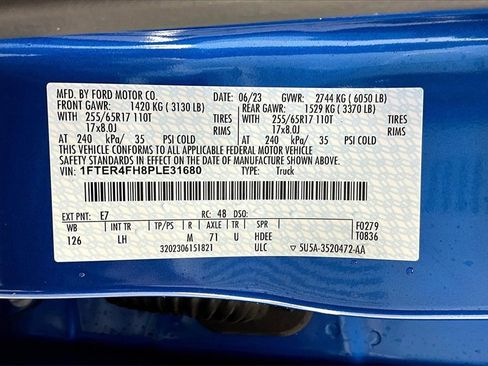 MFD. BY FORD MOTOR CO. 06/23 GVWR: 2744 KG ( 6050 LB)
FRONT GAWR: 1420 KG ( 3130 LB) REAR GAWR: 1529 KG ( 3370 LB)
WITH 255/65R17 110T TIRES WITH 255/65R17 110T TIRES
17x8.0J RIMS 17x8.0J RIMS
AT 240 kPa/ 35 PSI COLD AT 240 kPa/ 35 PSI COLD
THIS VEHICLE CONFORMS TO ALL APPLICABLE FEDERAL MOTOR VEHICLE
SAFETY STANDARDS IN EFFECT ON THE DATE OF MANUFACTURE SHOWN ABOVE.
VIN: 1FTER4FH8PLE31680 TYPE: Truck
EXT PNT: E7 RC: 48 DSO: F0279
WB INT TR TP/PS R AXLE TR SPR T0836
126 LH M 71 U HDEE
3202306151821 ULC ▽ 5U5A-3520472-AA